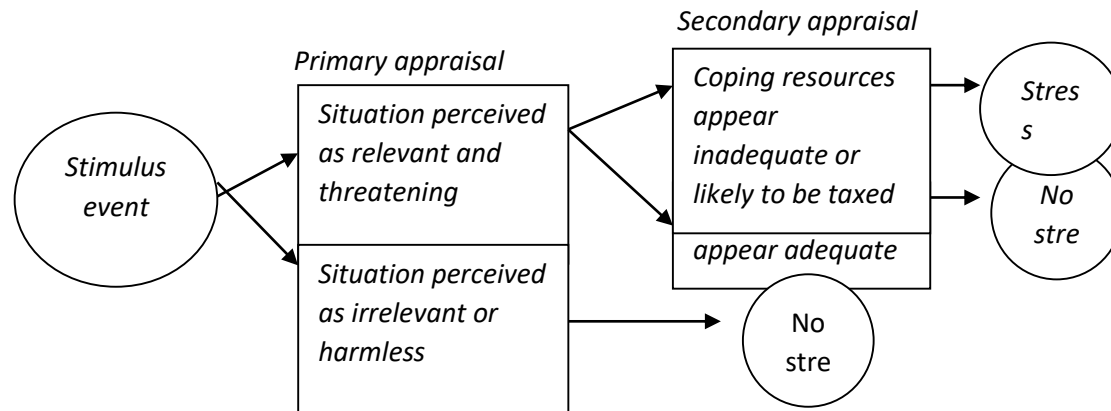 Secondary appraisal
Primary appraisal
Stimulus
event
Situation perceived
as relevant and
threatening
Situation perceived
as irrelevant or
harmless
Coping resources
appear
inadequate or
likely to be taxed
appear adequate
Stres
s
No
stre
No
stre